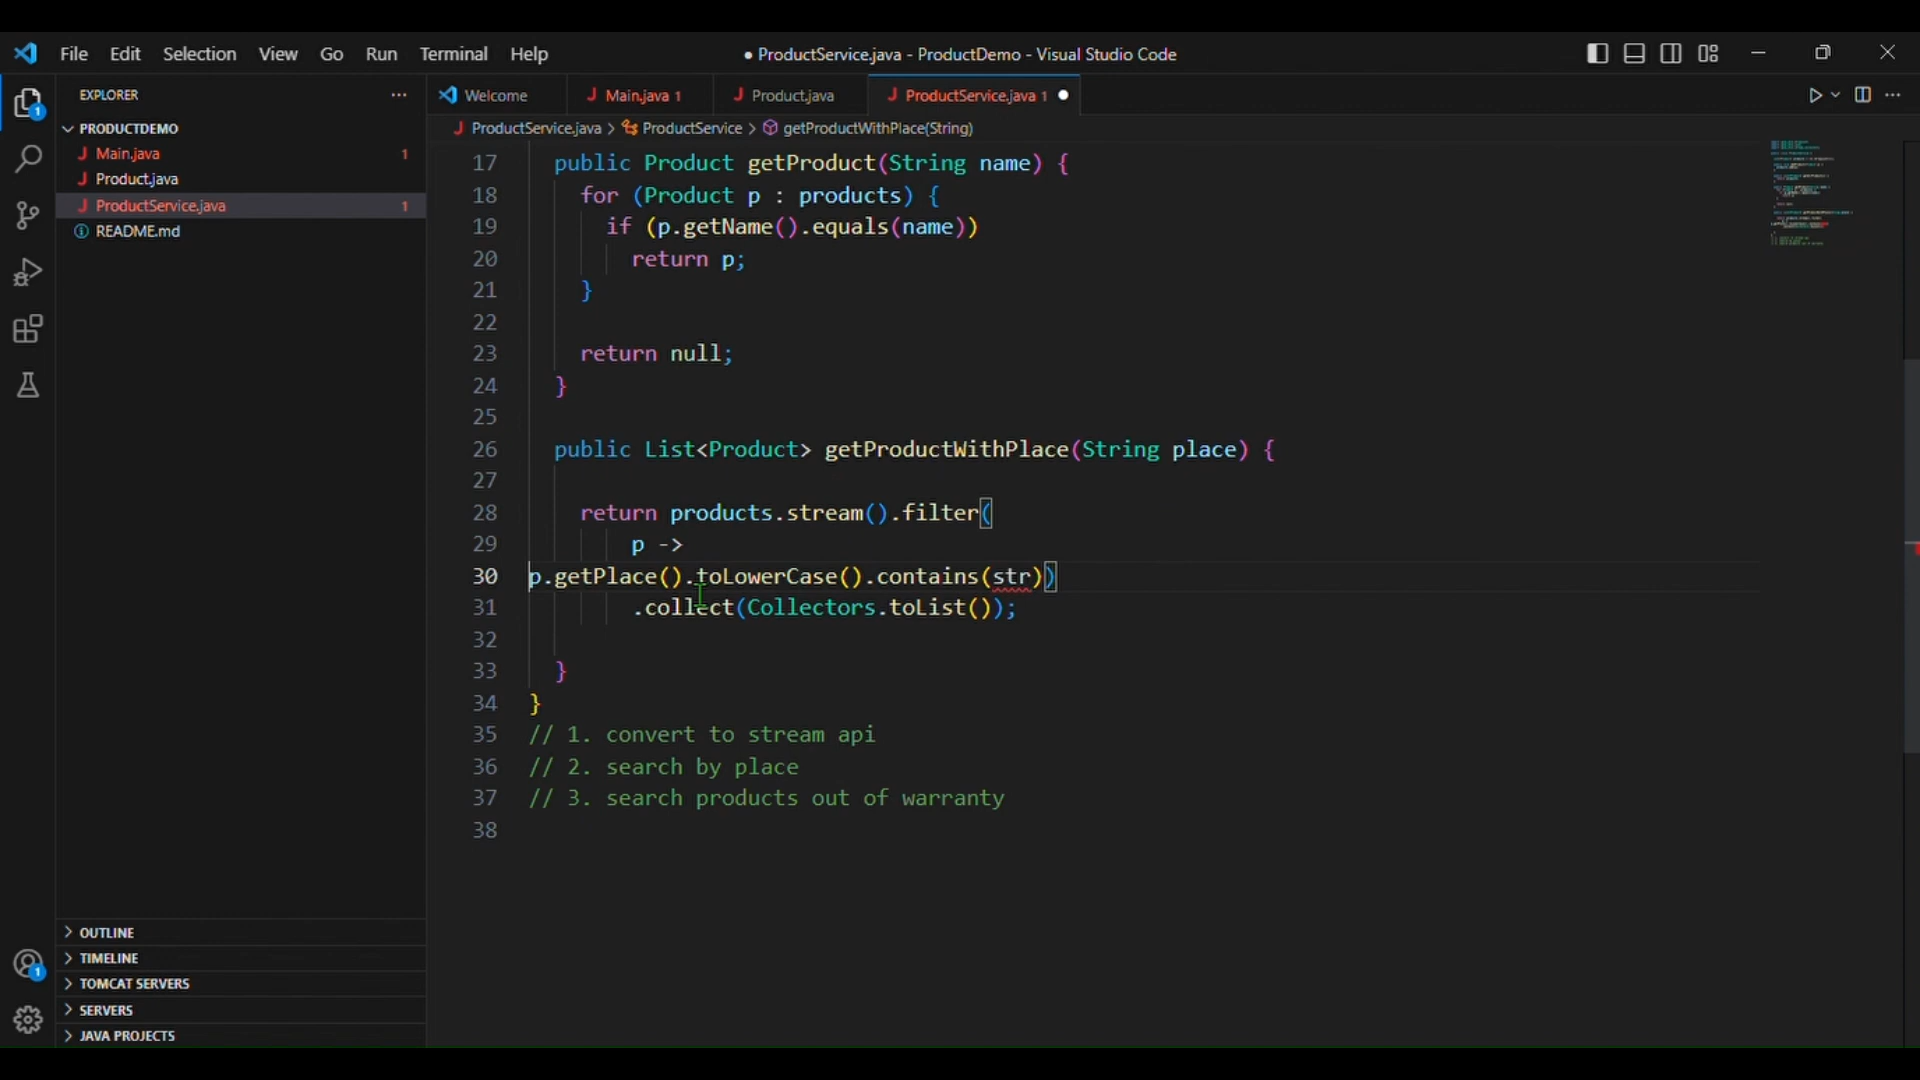 File Edit Selection View Go Run Terminal Help
● ProductService.java - ProductDemo - Visual Studio Code
EXPLORER ...
Welcome
Main.java 1
Product.java
ProductService.java 1
PRODUCTDEMO
Main.java 1
Product.java
ProductService.java 1
README.md
ProductService.java > ProductService > getProductWithPlace(String)
17 public Product getProduct(String name) {
18 for (Product p : products) {
19 if (p.getName().equals(name))
20 return p;
21 }
22
23 return null;
24 }
25
26 public List<Product> getProductWithPlace(String place) {
27
28 return products.stream().filter(
29 p ->
30 p.getPlace().toLowerCase().contains(str))
31 .collect(Collectors.toList());
32
33 }
34 }
35 // 1. convert to stream api
36 // 2. search by place
37 // 3. search products out of warranty
38
OUTLINE
TIMELINE
TOMCAT SERVERS
SERVERS
JAVA PROJECTS
1
1